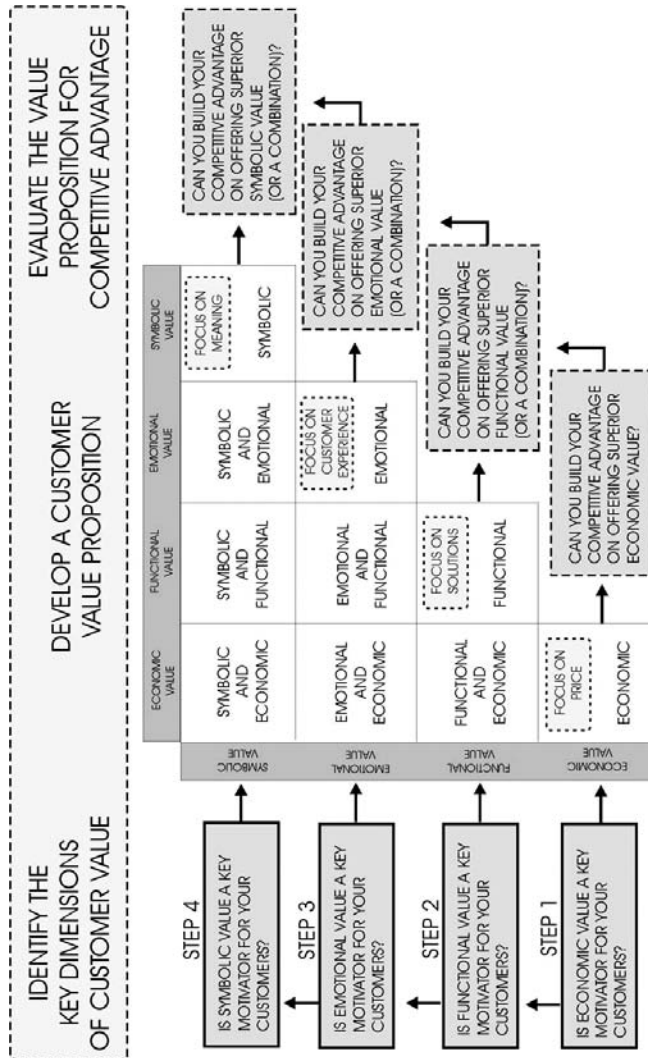 IDENTIFY THE
KEY DIMENSIONS
OF CUSTOMER VALUE
DEVELOP A CUSTOMER
VALUE PROPOSITION
EVALUATE THE VALUE
PROPOSITION FOR
COMPETITIVE ADVANTAGE
ECONOMIC
VALUE
FUNCTIONAL
VALUE
EMOTIONAL
VALUE
SYMBOLIC
VALUE
STEP 4
IS SYMBOLIC VALUE A KEY
MOTIVATOR FOR YOUR
CUSTOMERS?
SYMBOLIC
VALUE
SYMBOLIC
AND
ECONOMIC
SYMBOLIC
AND
FUNCTIONAL
SYMBOLIC
AND
EMOTIONAL
FOCUS ON
MEANING
SYMBOLIC
CAN YOU BUILD YOUR
COMPETITIVE ADVANTAGE
ON OFFERING SUPERIOR
SYMBOLIC VALUE
(OR A COMBINATION)?
STEP 3
IS EMOTIONAL VALUE A KEY
MOTIVATOR FOR YOUR
CUSTOMERS?
EMOTIONAL
VALUE
EMOTIONAL
AND
ECONOMIC
EMOTIONAL
AND
FUNCTIONAL
FOCUS ON
CUSTOMER
EXPERIENCE
EMOTIONAL
CAN YOU BUILD YOUR
COMPETITIVE ADVANTAGE
ON OFFERING SUPERIOR
EMOTIONAL VALUE
(OR A COMBINATION)?
STEP 2
IS FUNCTIONAL VALUE A KEY
MOTIVATOR FOR YOUR
CUSTOMERS?
FUNCTIONAL
VALUE
FUNCTIONAL
AND
ECONOMIC
FOCUS ON
SOLUTIONS
FUNCTIONAL
CAN YOU BUILD YOUR
COMPETITIVE ADVANTAGE
ON OFFERING SUPERIOR
FUNCTIONAL VALUE
(OR A COMBINATION)?
STEP 1
IS ECONOMIC VALUE A KEY
MOTIVATOR FOR YOUR
CUSTOMERS?
ECONOMIC
VALUE
FOCUS ON
PRICE
ECONOMIC
CAN YOU BUILD YOUR
COMPETITIVE ADVANTAGE
ON OFFERING SUPERIOR
ECONOMIC VALUE?